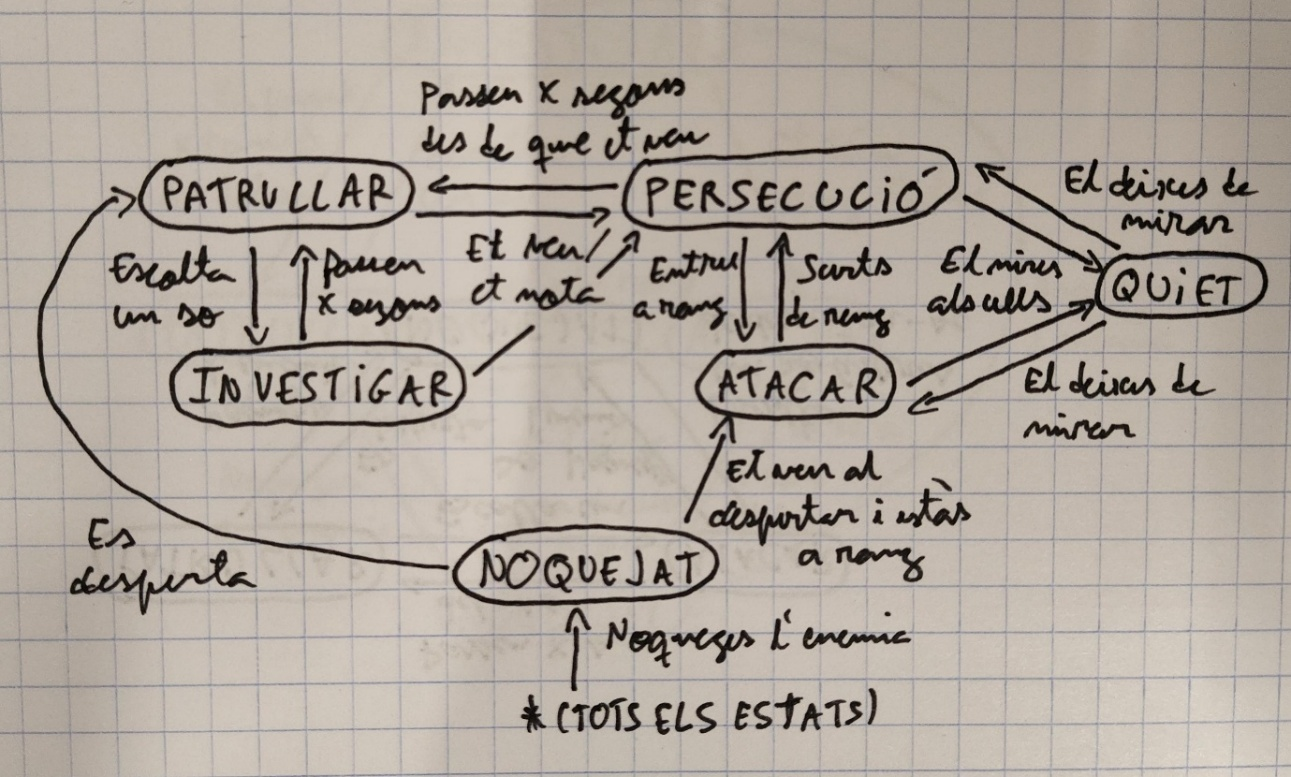 Passen X segons
des de que et veu
PATRULLAR
PERSECUCIÓ
El deixes de
mirar
Escolta
un so
Passen
X segons
Et veu/
et nota
Entres
a rang
Surts
de rang
El mires
als ulls
QUIET
INVESTIGAR
ATACAR
El deixes de
mirar
Et veu al
despertar i estàs
a rang
Es
desperta
NOQUEJAT
Noqueges l'enemic
* (TOTS ELS ESTATS)